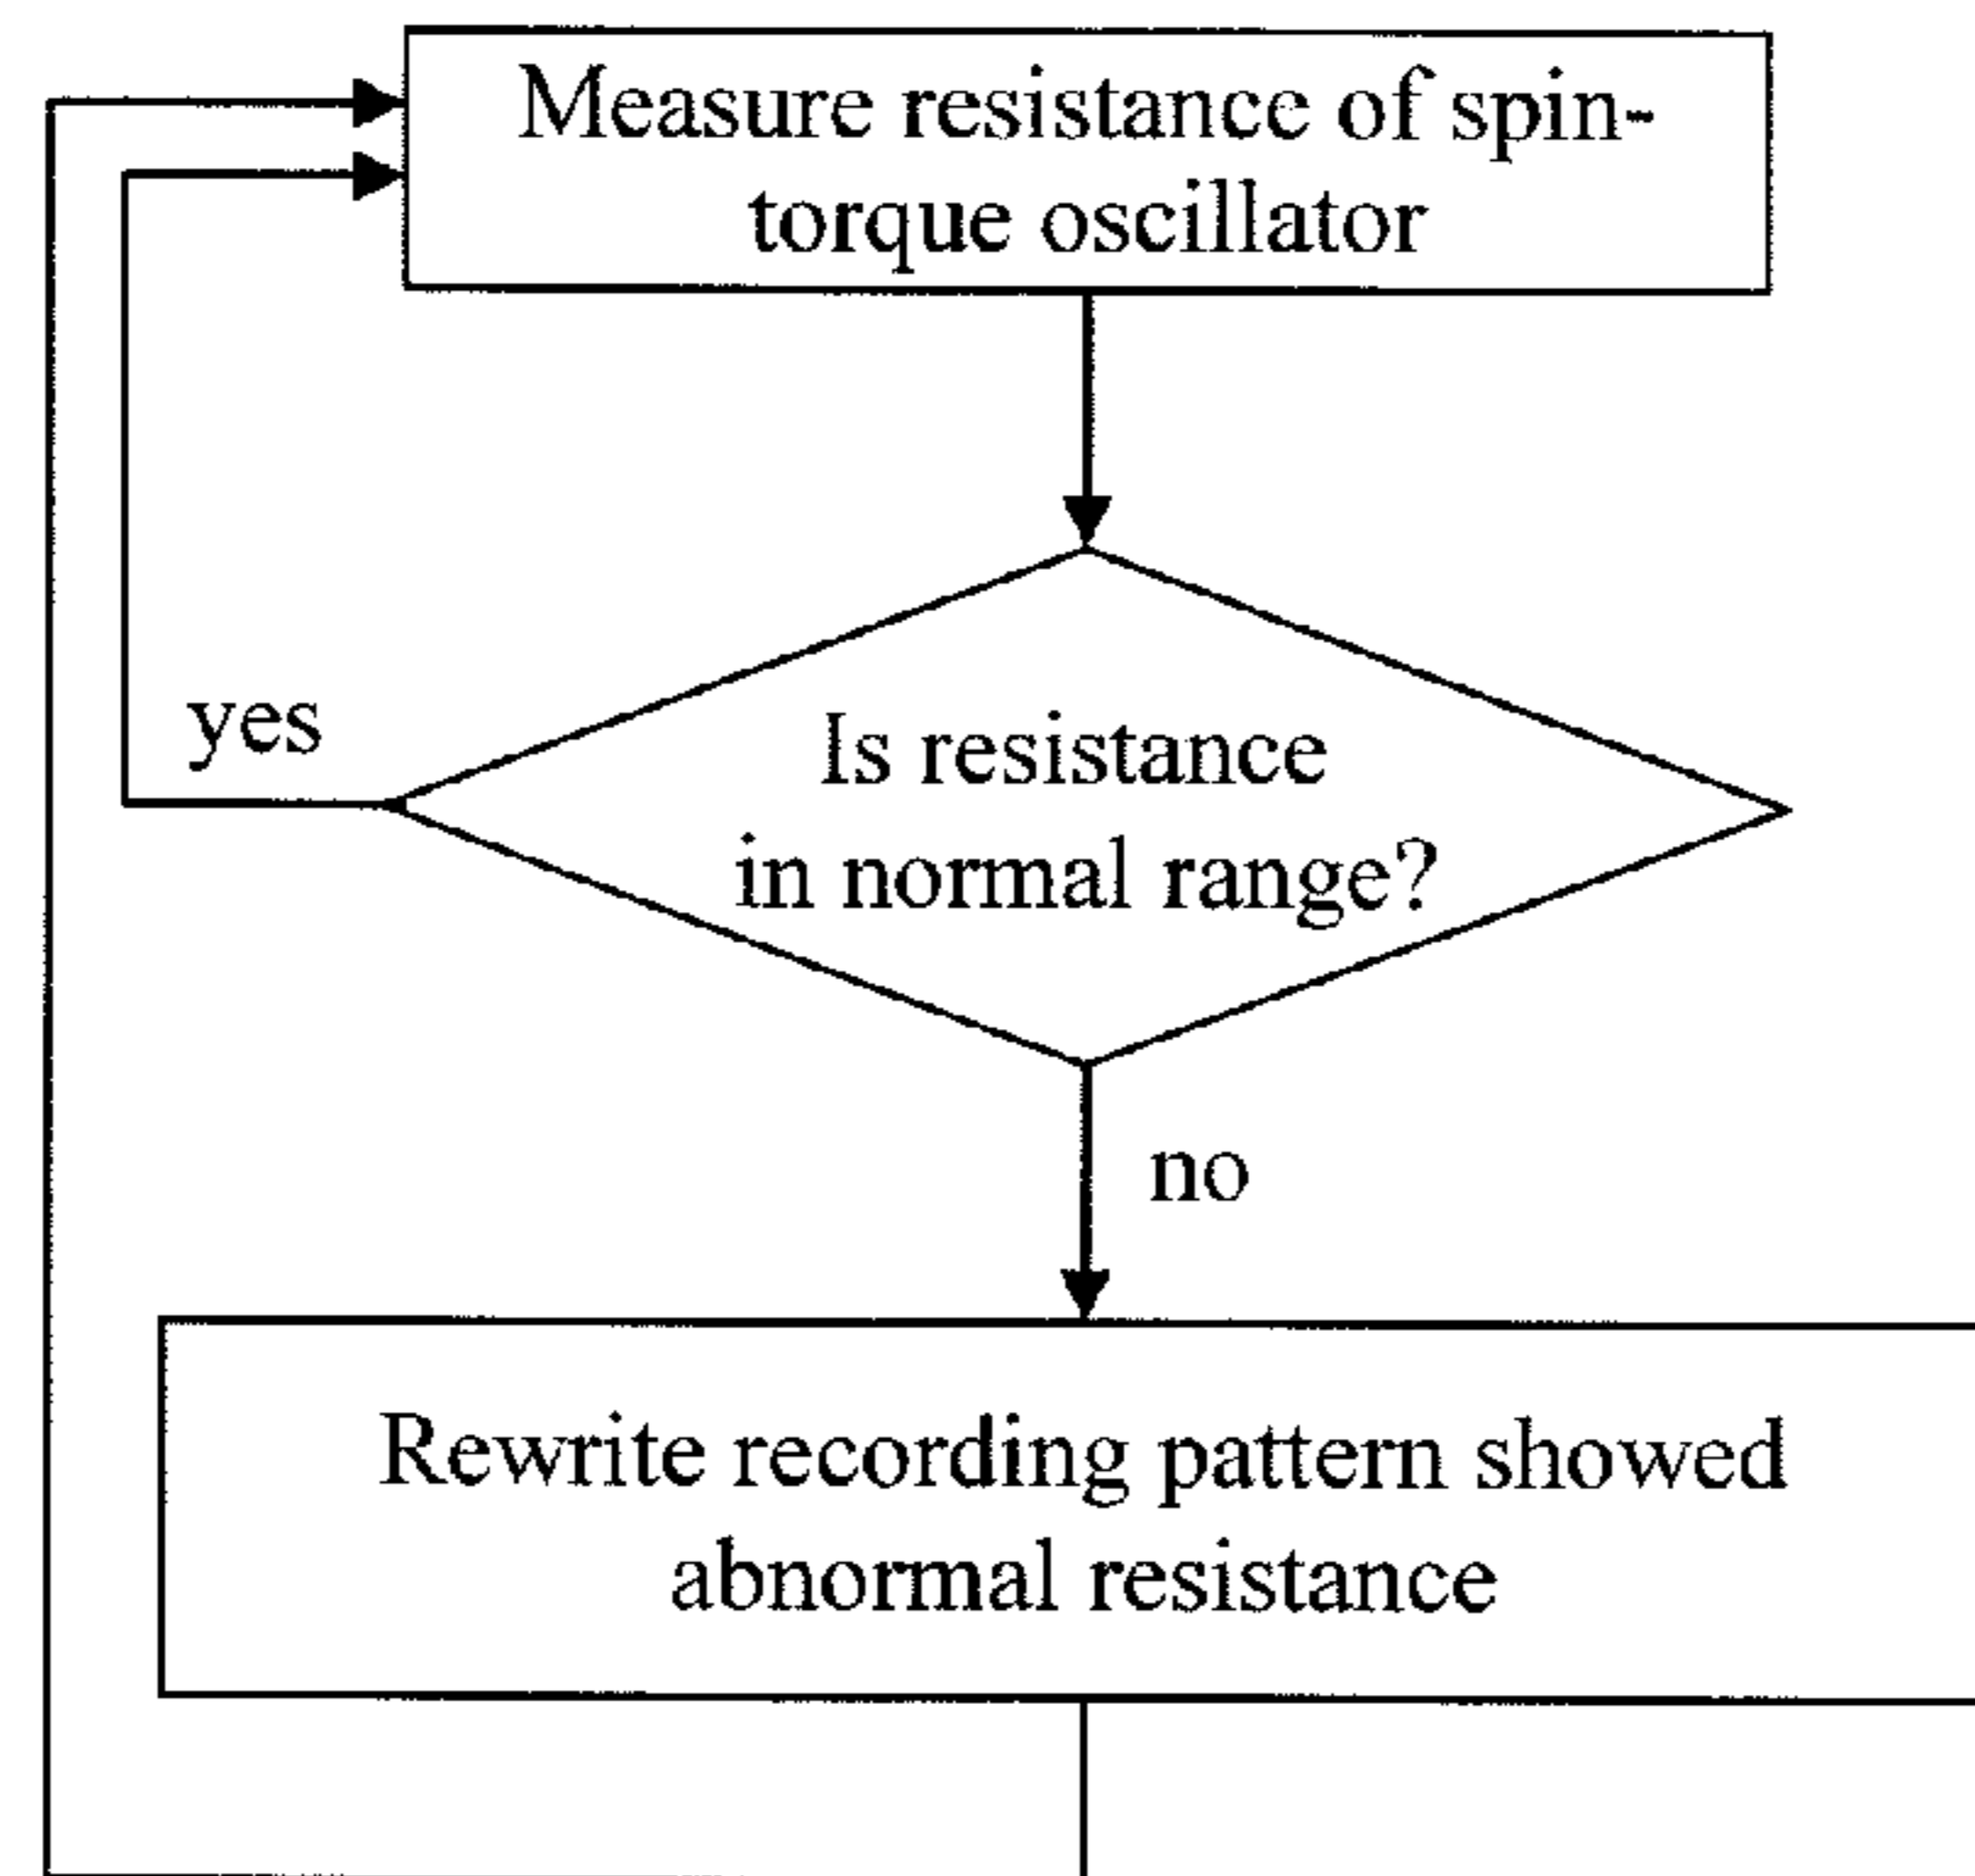 Measure resistance of spin-
torque oscillator
yes
Is resistance
in normal range?
no
Rewrite recording pattern showed
abnormal resistance